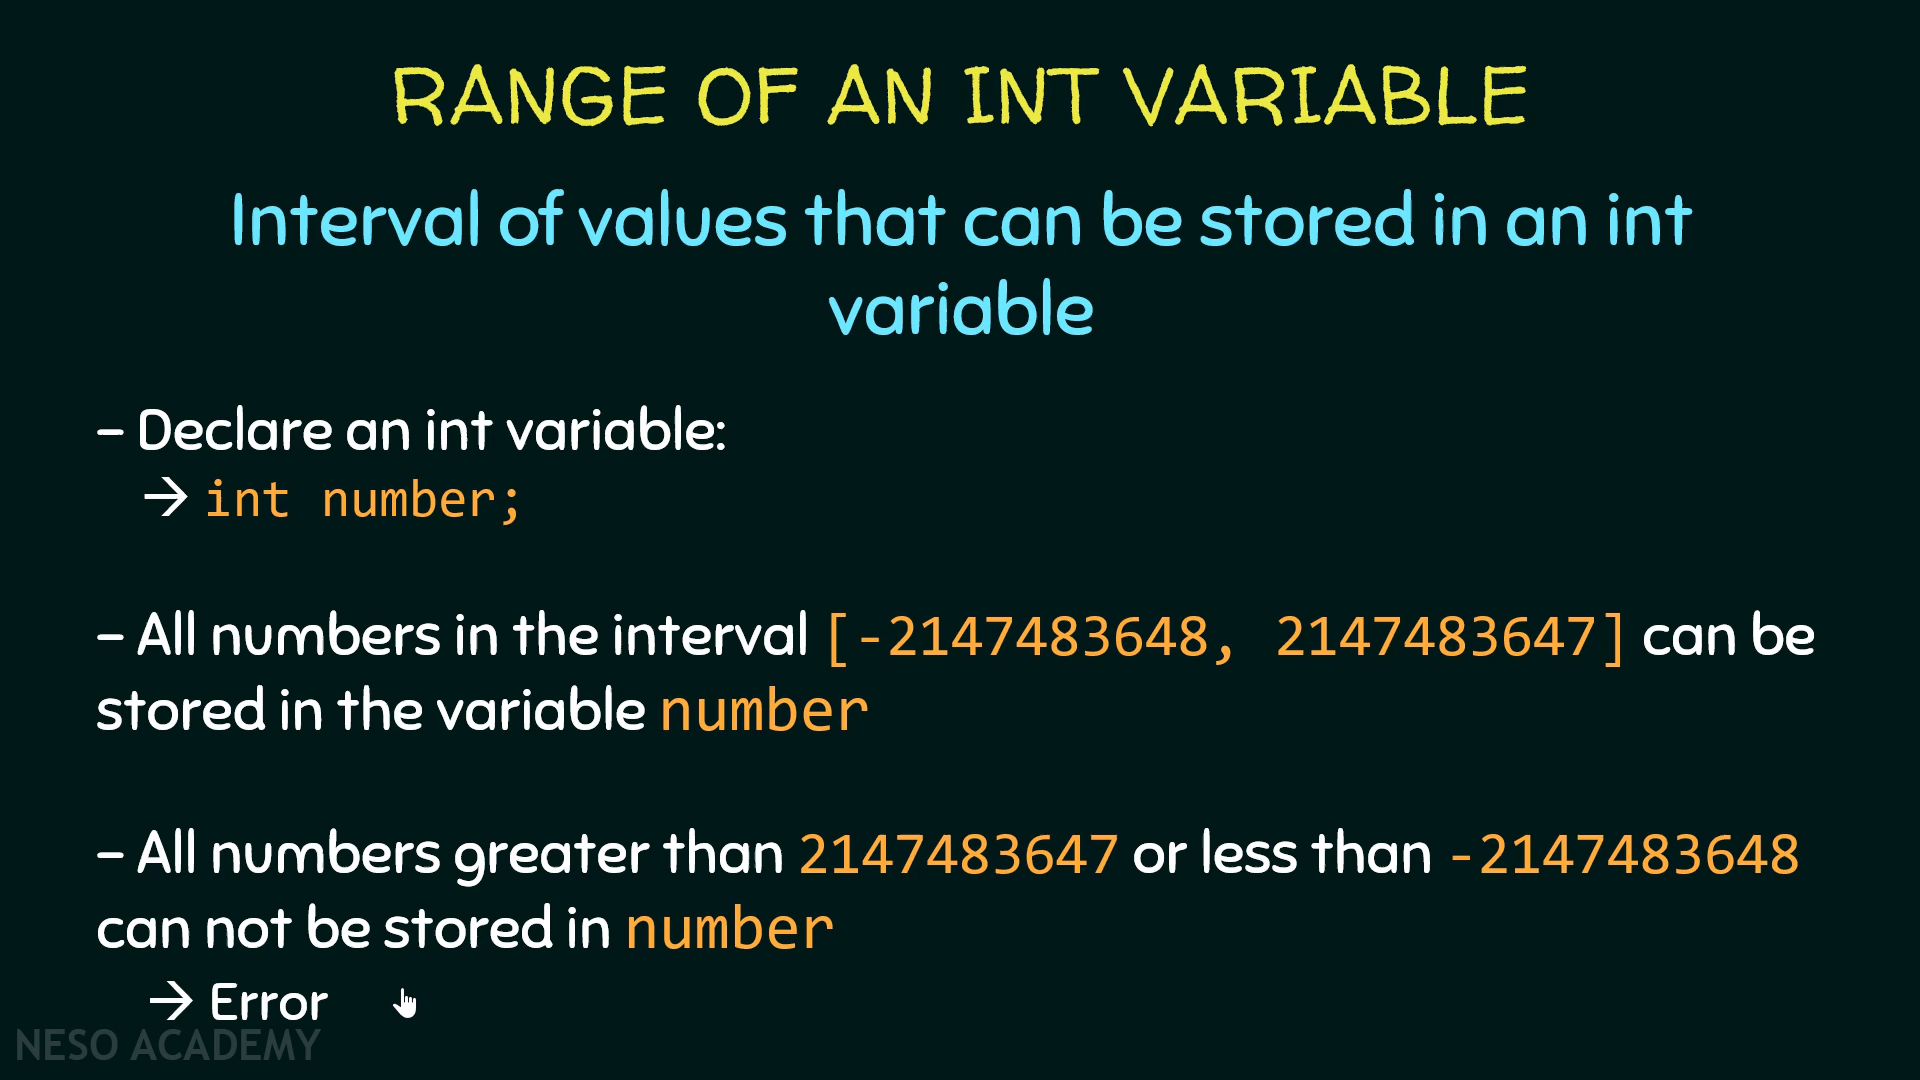 RANGE OF AN INT VARIABLE
Interval of values that can be stored in an int
variable
– Declare an int variable:
→ int number;
– All numbers in the interval [-2147483648, 2147483647] can be
stored in the variable number
– All numbers greater than 2147483647 or less than -2147483648
can not be stored in number
→ Error
NESO ACADEMY